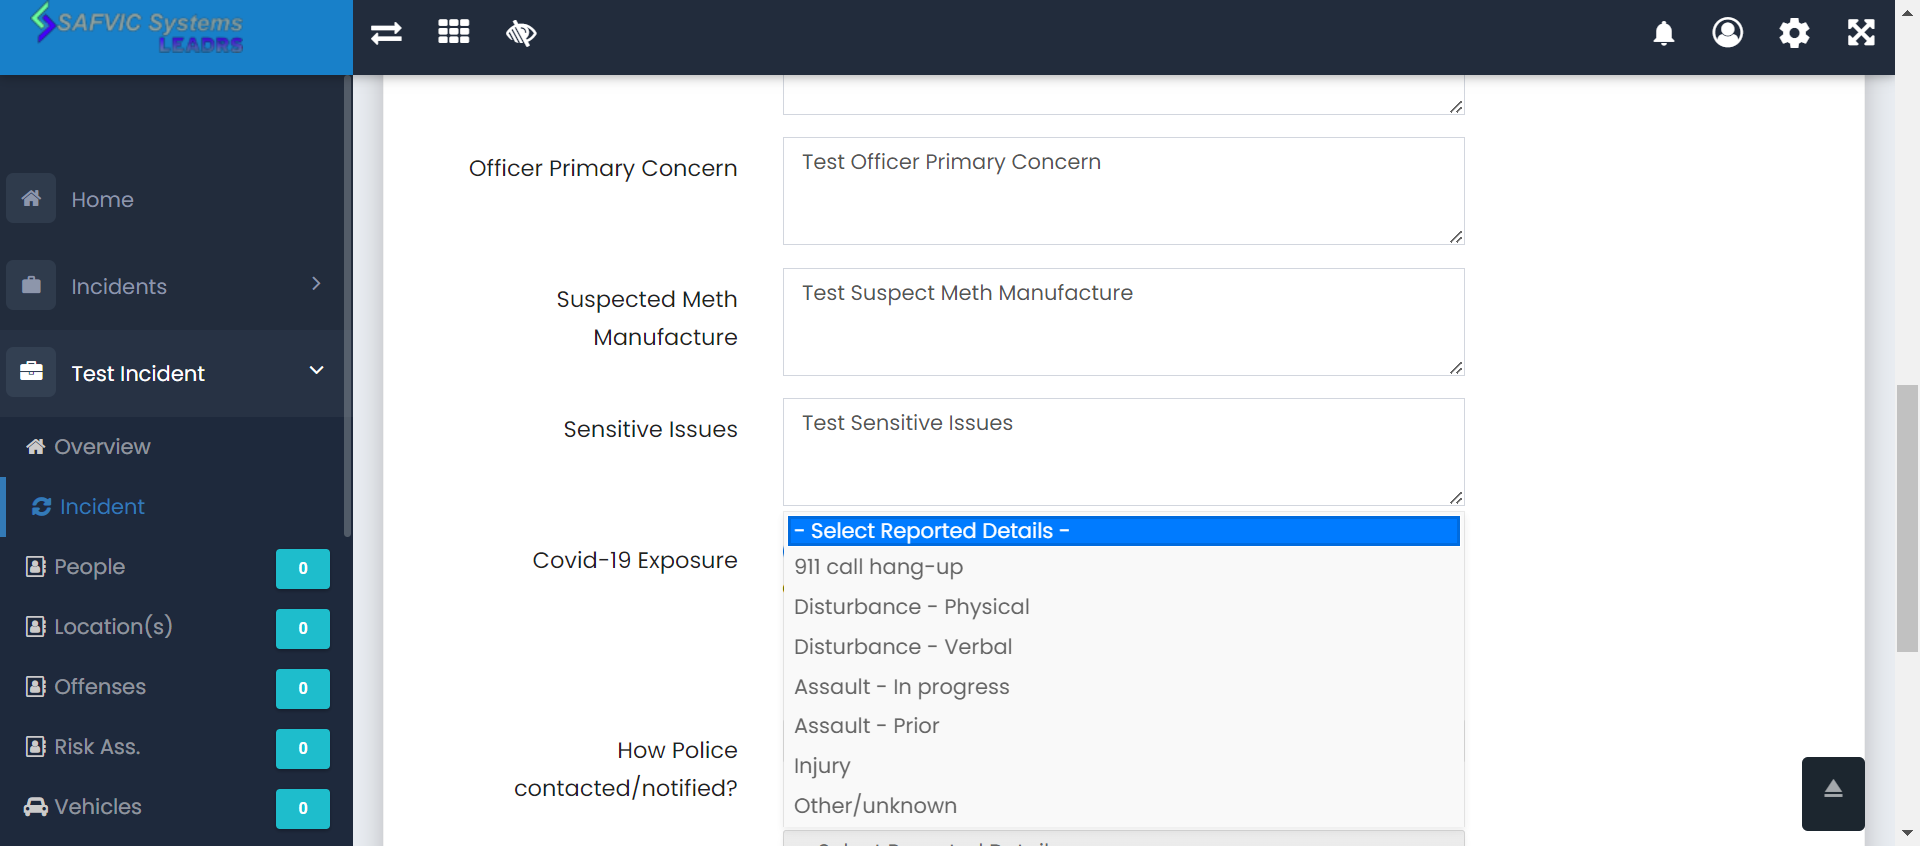 SAFVIC Systems
LEADRS
Home
Incidents
Test Incident
Overview
Incident
People 0
Location(s) 0
Offenses 0
Risk Ass. 0
Vehicles 0
Officer Primary Concern
Test Officer Primary Concern
Suspected Meth
Manufacture
Test Suspect Meth Manufacture
Sensitive Issues
Test Sensitive Issues
Covid-19 Exposure
- Select Reported Details -
911 call hang-up
Disturbance - Physical
Disturbance - Verbal
Assault - In progress
Assault - Prior
Injury
Other/unknown
How Police
contacted/notified?